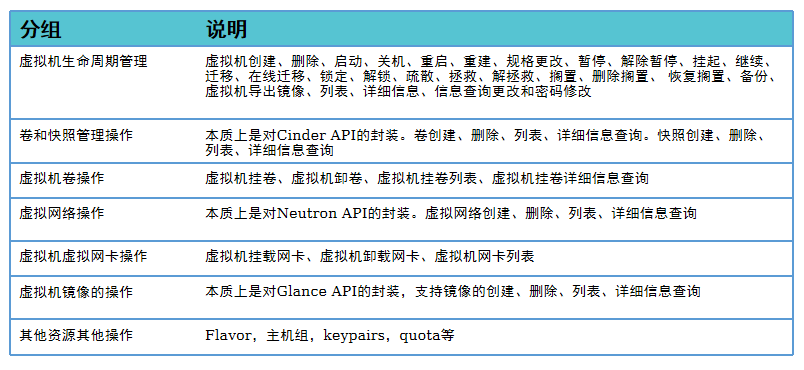 分组 说明
虚拟机生命周期管理 虚拟机创建、删除、启动、关机、重启、重建、规格更改、暂停、解除暂停、挂起、继续、
迁移、在线迁移、锁定、解锁、疏散、拯救、解拯救、搁置、删除搁置、 恢复搁置、备份、
虚拟机导出镜像、列表、详细信息、信息查询更改和密码修改
卷和快照管理操作 本质上是对Cinder API的封装。卷创建、删除、列表、详细信息查询。快照创建、删除、
列表、详细信息查询
虚拟机卷操作 虚拟机挂卷、虚拟机卸卷、虚拟机挂卷列表、虚拟机挂卷详细信息查询
虚拟网络操作 本质上是对Neutron API的封装。虚拟网络创建、删除、列表、详细信息查询
虚拟机虚拟网卡操作 虚拟机挂载网卡、虚拟机卸载网卡、虚拟机网卡列表
虚拟机镜像的操作 本质上是对Glance API的封装，支持镜像的创建、删除、列表、详细信息查询
其他资源其他操作 Flavor，主机组，keypairs，quota等